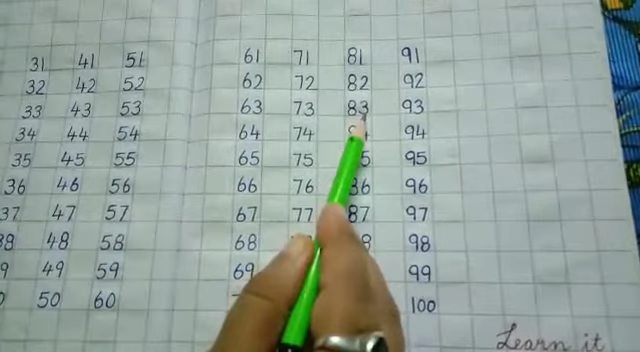 31 41 51 61 71 81 91
32 42 52 62 72 82 92
33 43 53 63 73 83 93
34 44 54 64 74 94
35 45 55 65 75 95
36 46 56 66 76 86 96
37 47 57 67 77 87 97
48 58 68 98
49 59 69 99
50 60 100
Learn it